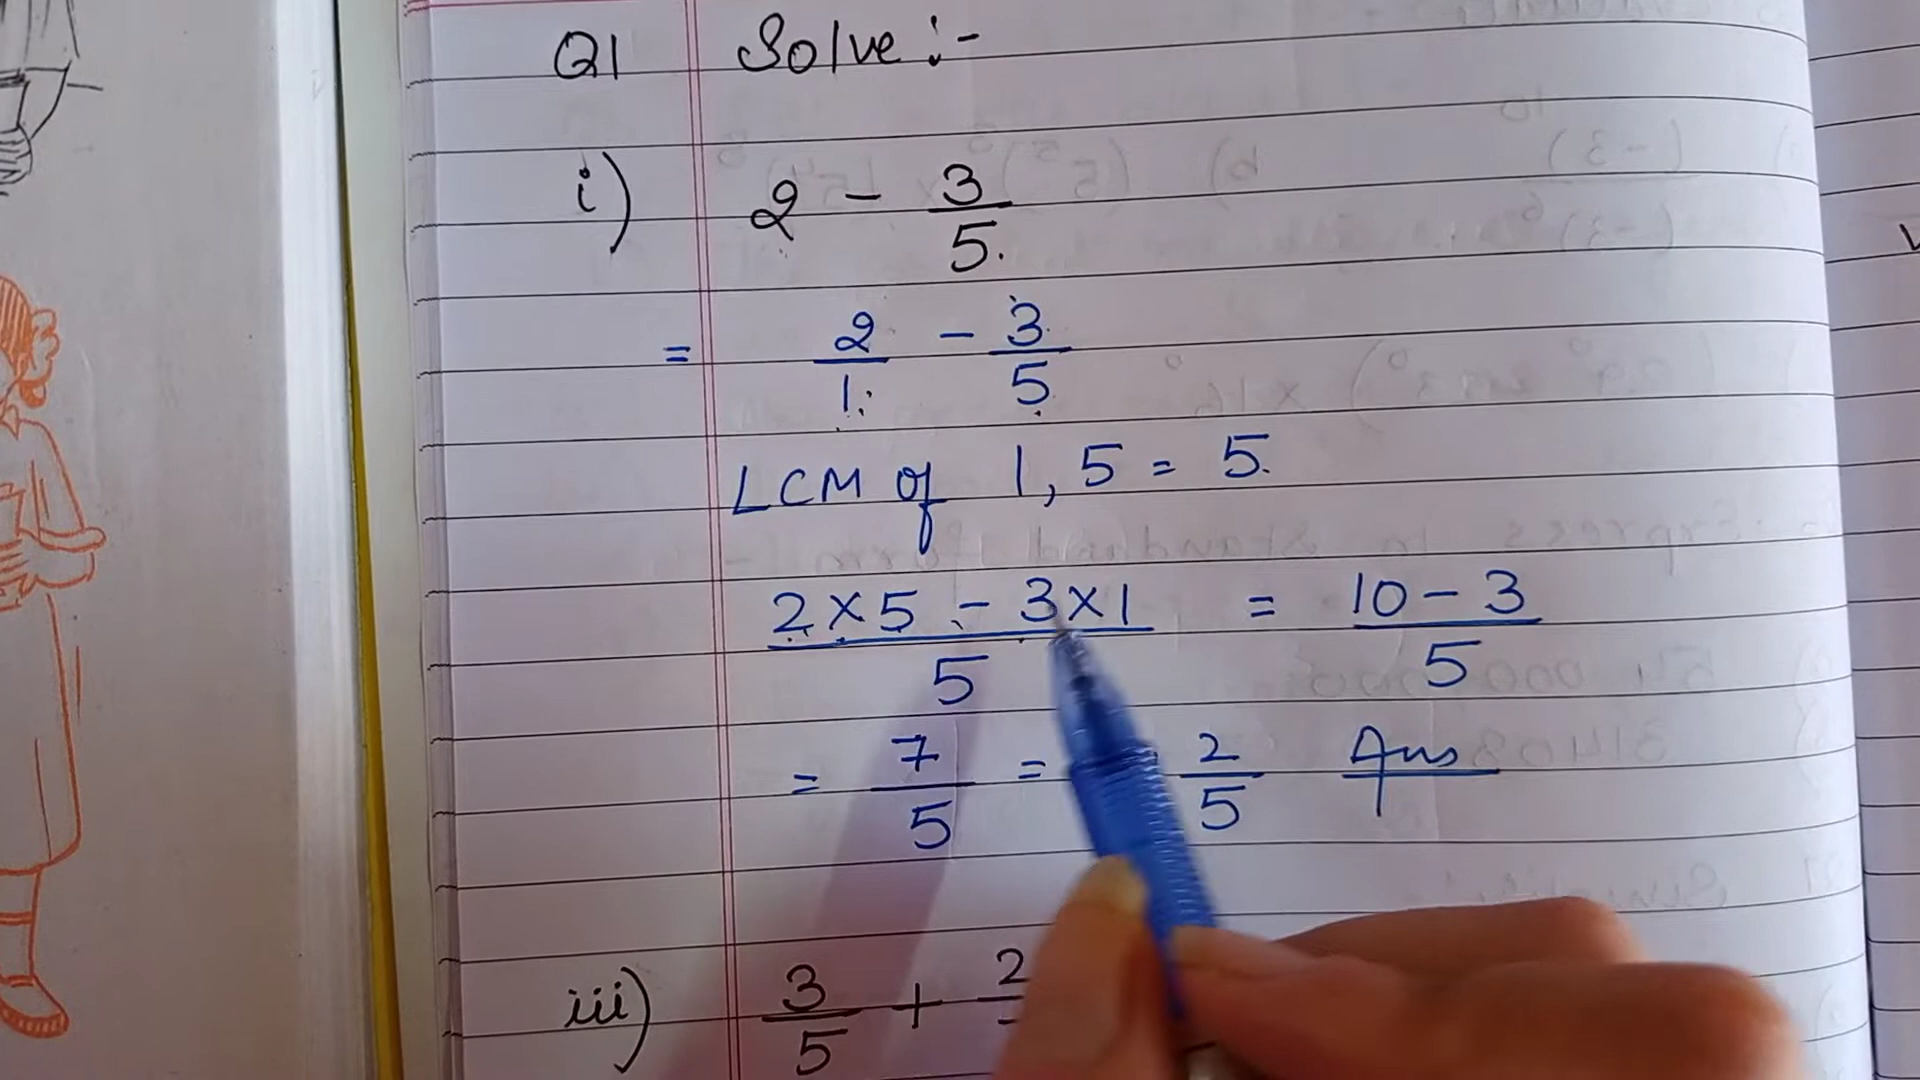 Q1 Solve :-
i) 2 - 3/5.
= 2/1 - 3/5
LCM of 1, 5 = 5.
2 × 5 - 3 × 1 / 5 = 10 - 3 / 5
= 7/5 = 2/5 Ans
iii) 3/5 + 2